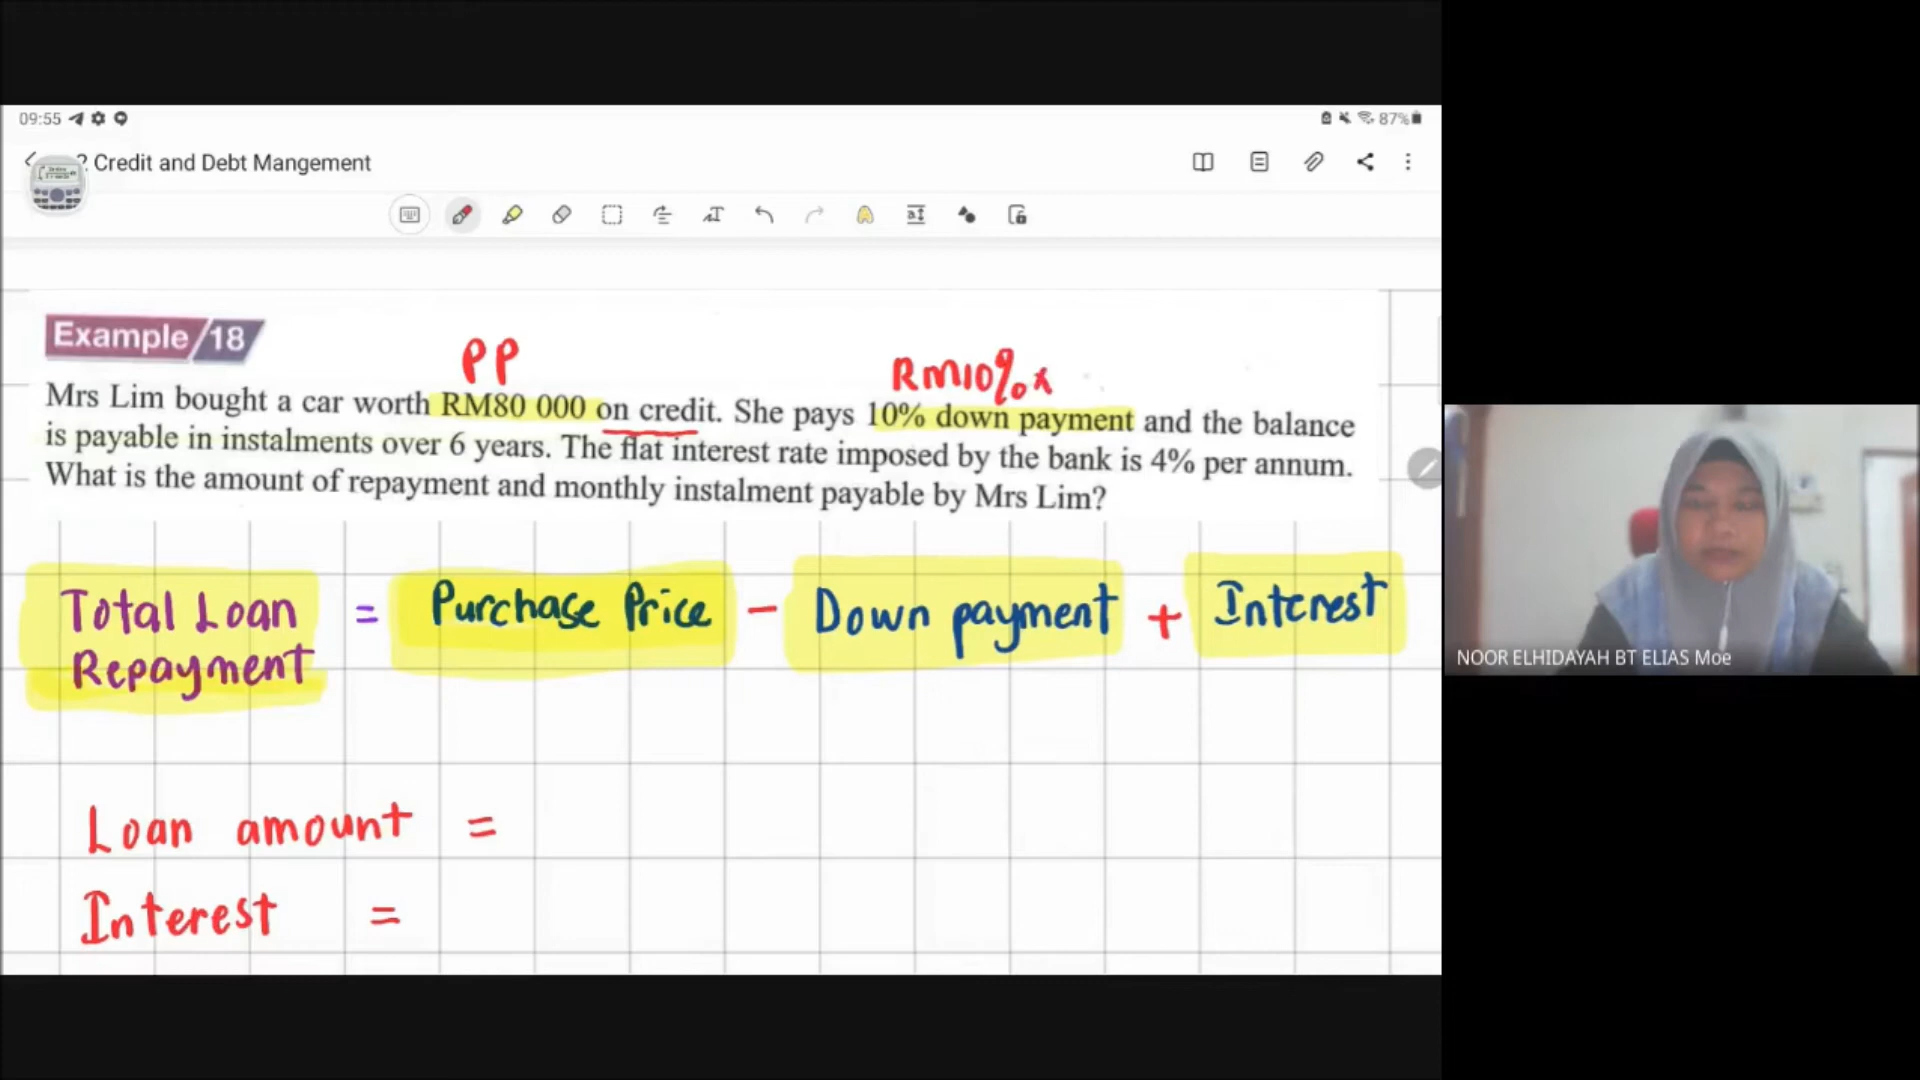 09:55
87%
2 Credit and Debt Mangement
Example 18
PP
RM10% x
Mrs Lim bought a car worth RM80 000 on credit. She pays 10% down payment and the balance
is payable in instalments over 6 years. The flat interest rate imposed by the bank is 4% per annum.
What is the amount of repayment and monthly instalment payable by Mrs Lim?
Total Loan = Purchase Price - Down payment + Interest
Repayment
Loan amount =
Interest =
NOOR ELHIDAYAH BT ELIAS Moe